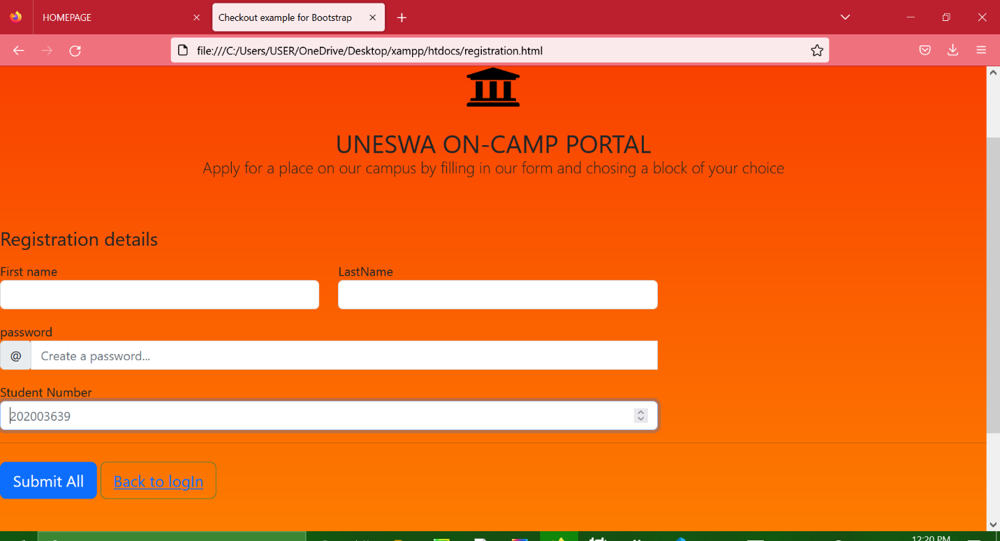 HOMEPAGE
Checkout example for Bootstrap
file:///C:/Users/USER/OneDrive/Desktop/xampp/htdocs/registration.html
UNESWA ON-CAMP PORTAL
Apply for a place on our campus by filling in our form and chosing a block of your choice
Registration details
First name LastName
password
@ Create a password...
Student Number
202003639
Submit All Back to logIn
12:20 PM